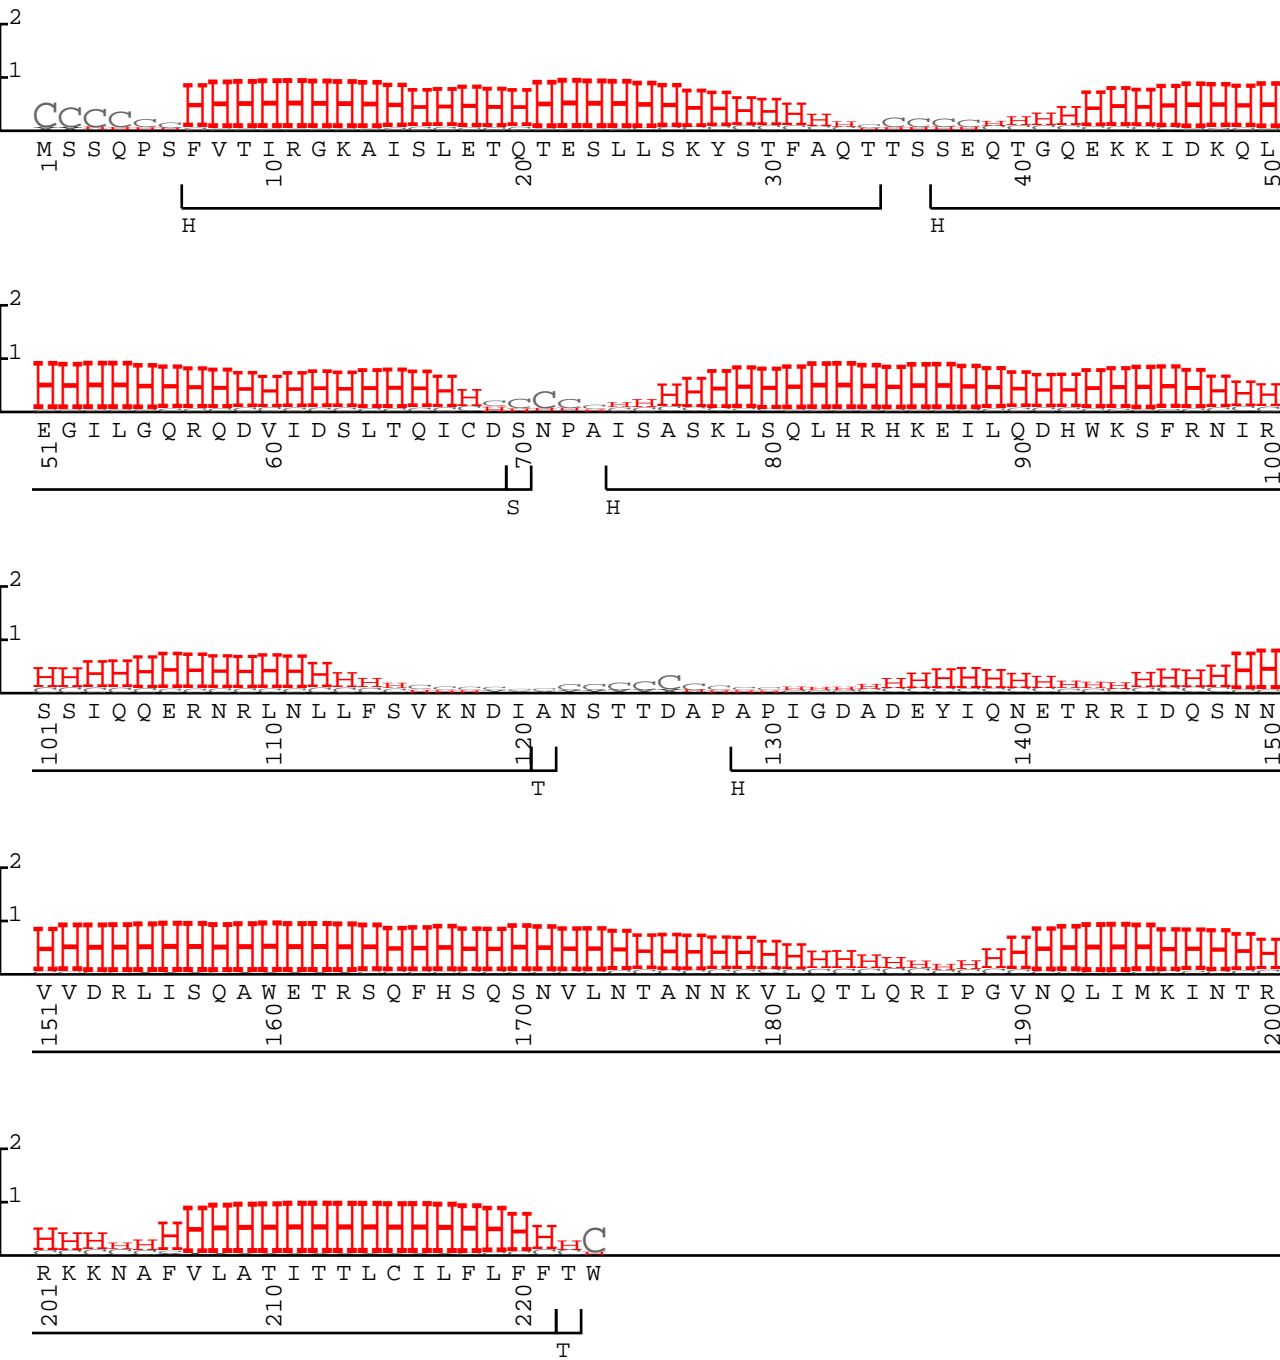 2
1
M S S Q P S F V T I R G K A I S L E T Q T E S L L S K Y S T F A Q T T S S E Q T G Q E K K I D K Q L
1 10 20 30 40 50
H H
2
1
E G I L G Q R Q D V I D S L T Q I C D S N P A I S A S K L S Q L H R H K E I L Q D H W K S F R N I R
51 60 70 80 90 100
S H
2
1
S S I Q Q E R N R L N L L F S V K N D I A N S T T D A P A P I G D A D E Y I Q N E T R R I D Q S N N
101 110 120 130 140 150
T H
2
1
V V D R L I S Q A W E T R S Q F H S Q S N V L N T A N N K V L Q T L Q R I P G V N Q L I M K I N T R
151 160 170 180 190 200
2
1
R K K N A F V L A T I T T L C I L F L F F T W
201 210 220
T